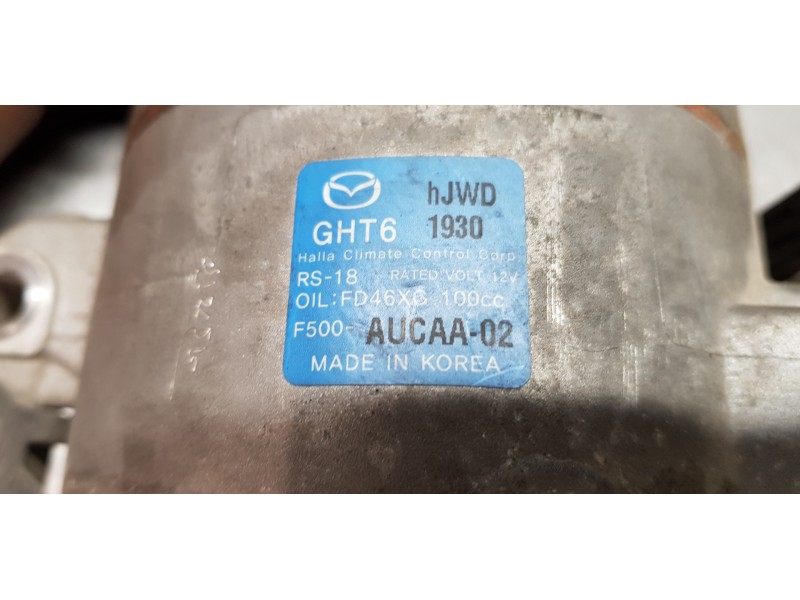 hJWD
GHT6 1930
Halla Climate Control Corp.
RS-18 RATED VOLT 12V
OIL:FD46XG 100cc
F500-AUCAA-02
MADE IN KOREA